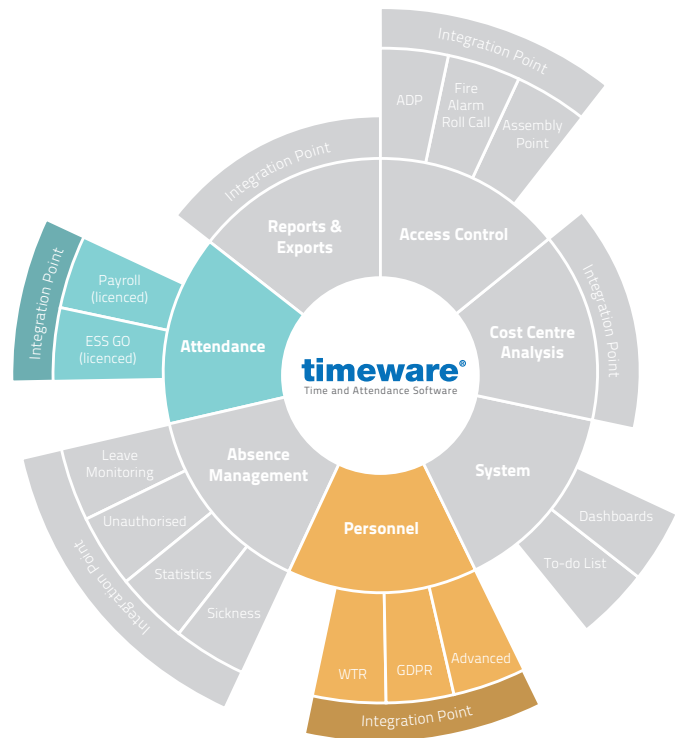 Integration Point
ADP
Fire
Alarm
Roll Call
Assembly
Point
Integration Point
Reports &
Exports
Access Control
Integration Point
Cost Centre
Analysis
Integration Point
Payroll
(licenced)
ESS GO
(licenced)
Attendance
timeware®
Time and Attendance Software
Absence
Management
Leave
Monitoring
Unauthorised
Statistics
Sickness
Integration Point
System
Dashboards
To-do List
Personnel
WTR
GDPR
Advanced
Integration Point